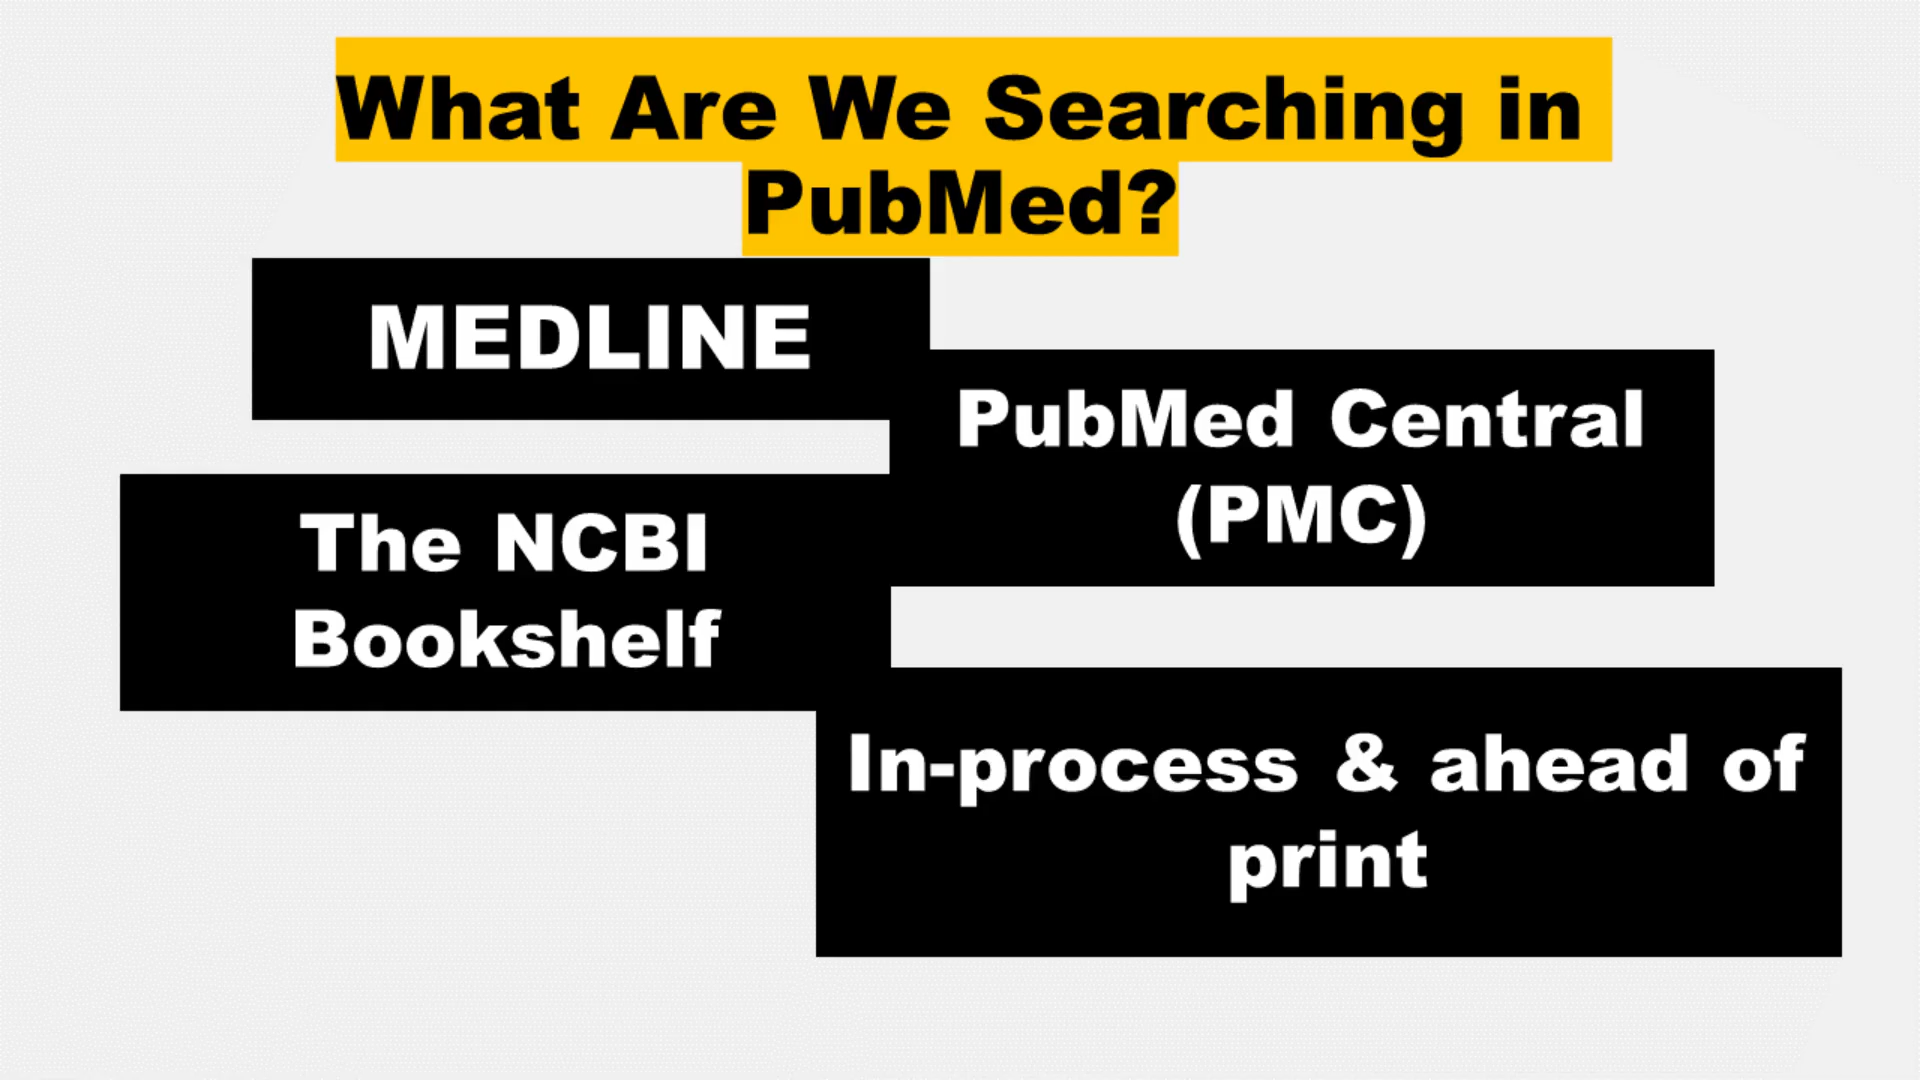 What Are We Searching in
PubMed?
MEDLINE
PubMed Central
(PMC)
The NCBI
Bookshelf
In-process & ahead of
print